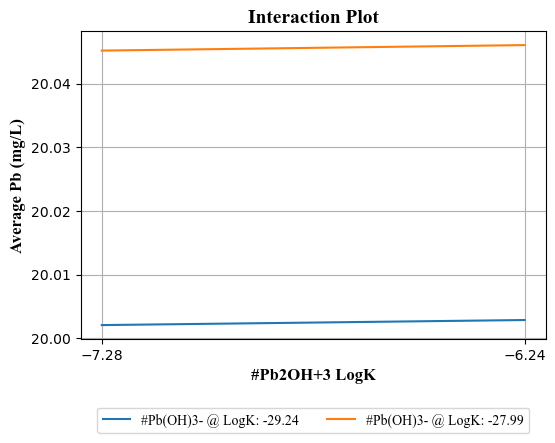 Interaction Plot
Average Pb (mg/L)
20.04
20.03
20.02
20.01
20.00
−7.28
−6.24
#Pb2OH+3 LogK
#Pb(OH)3- @ LogK: -29.24
#Pb(OH)3- @ LogK: -27.99